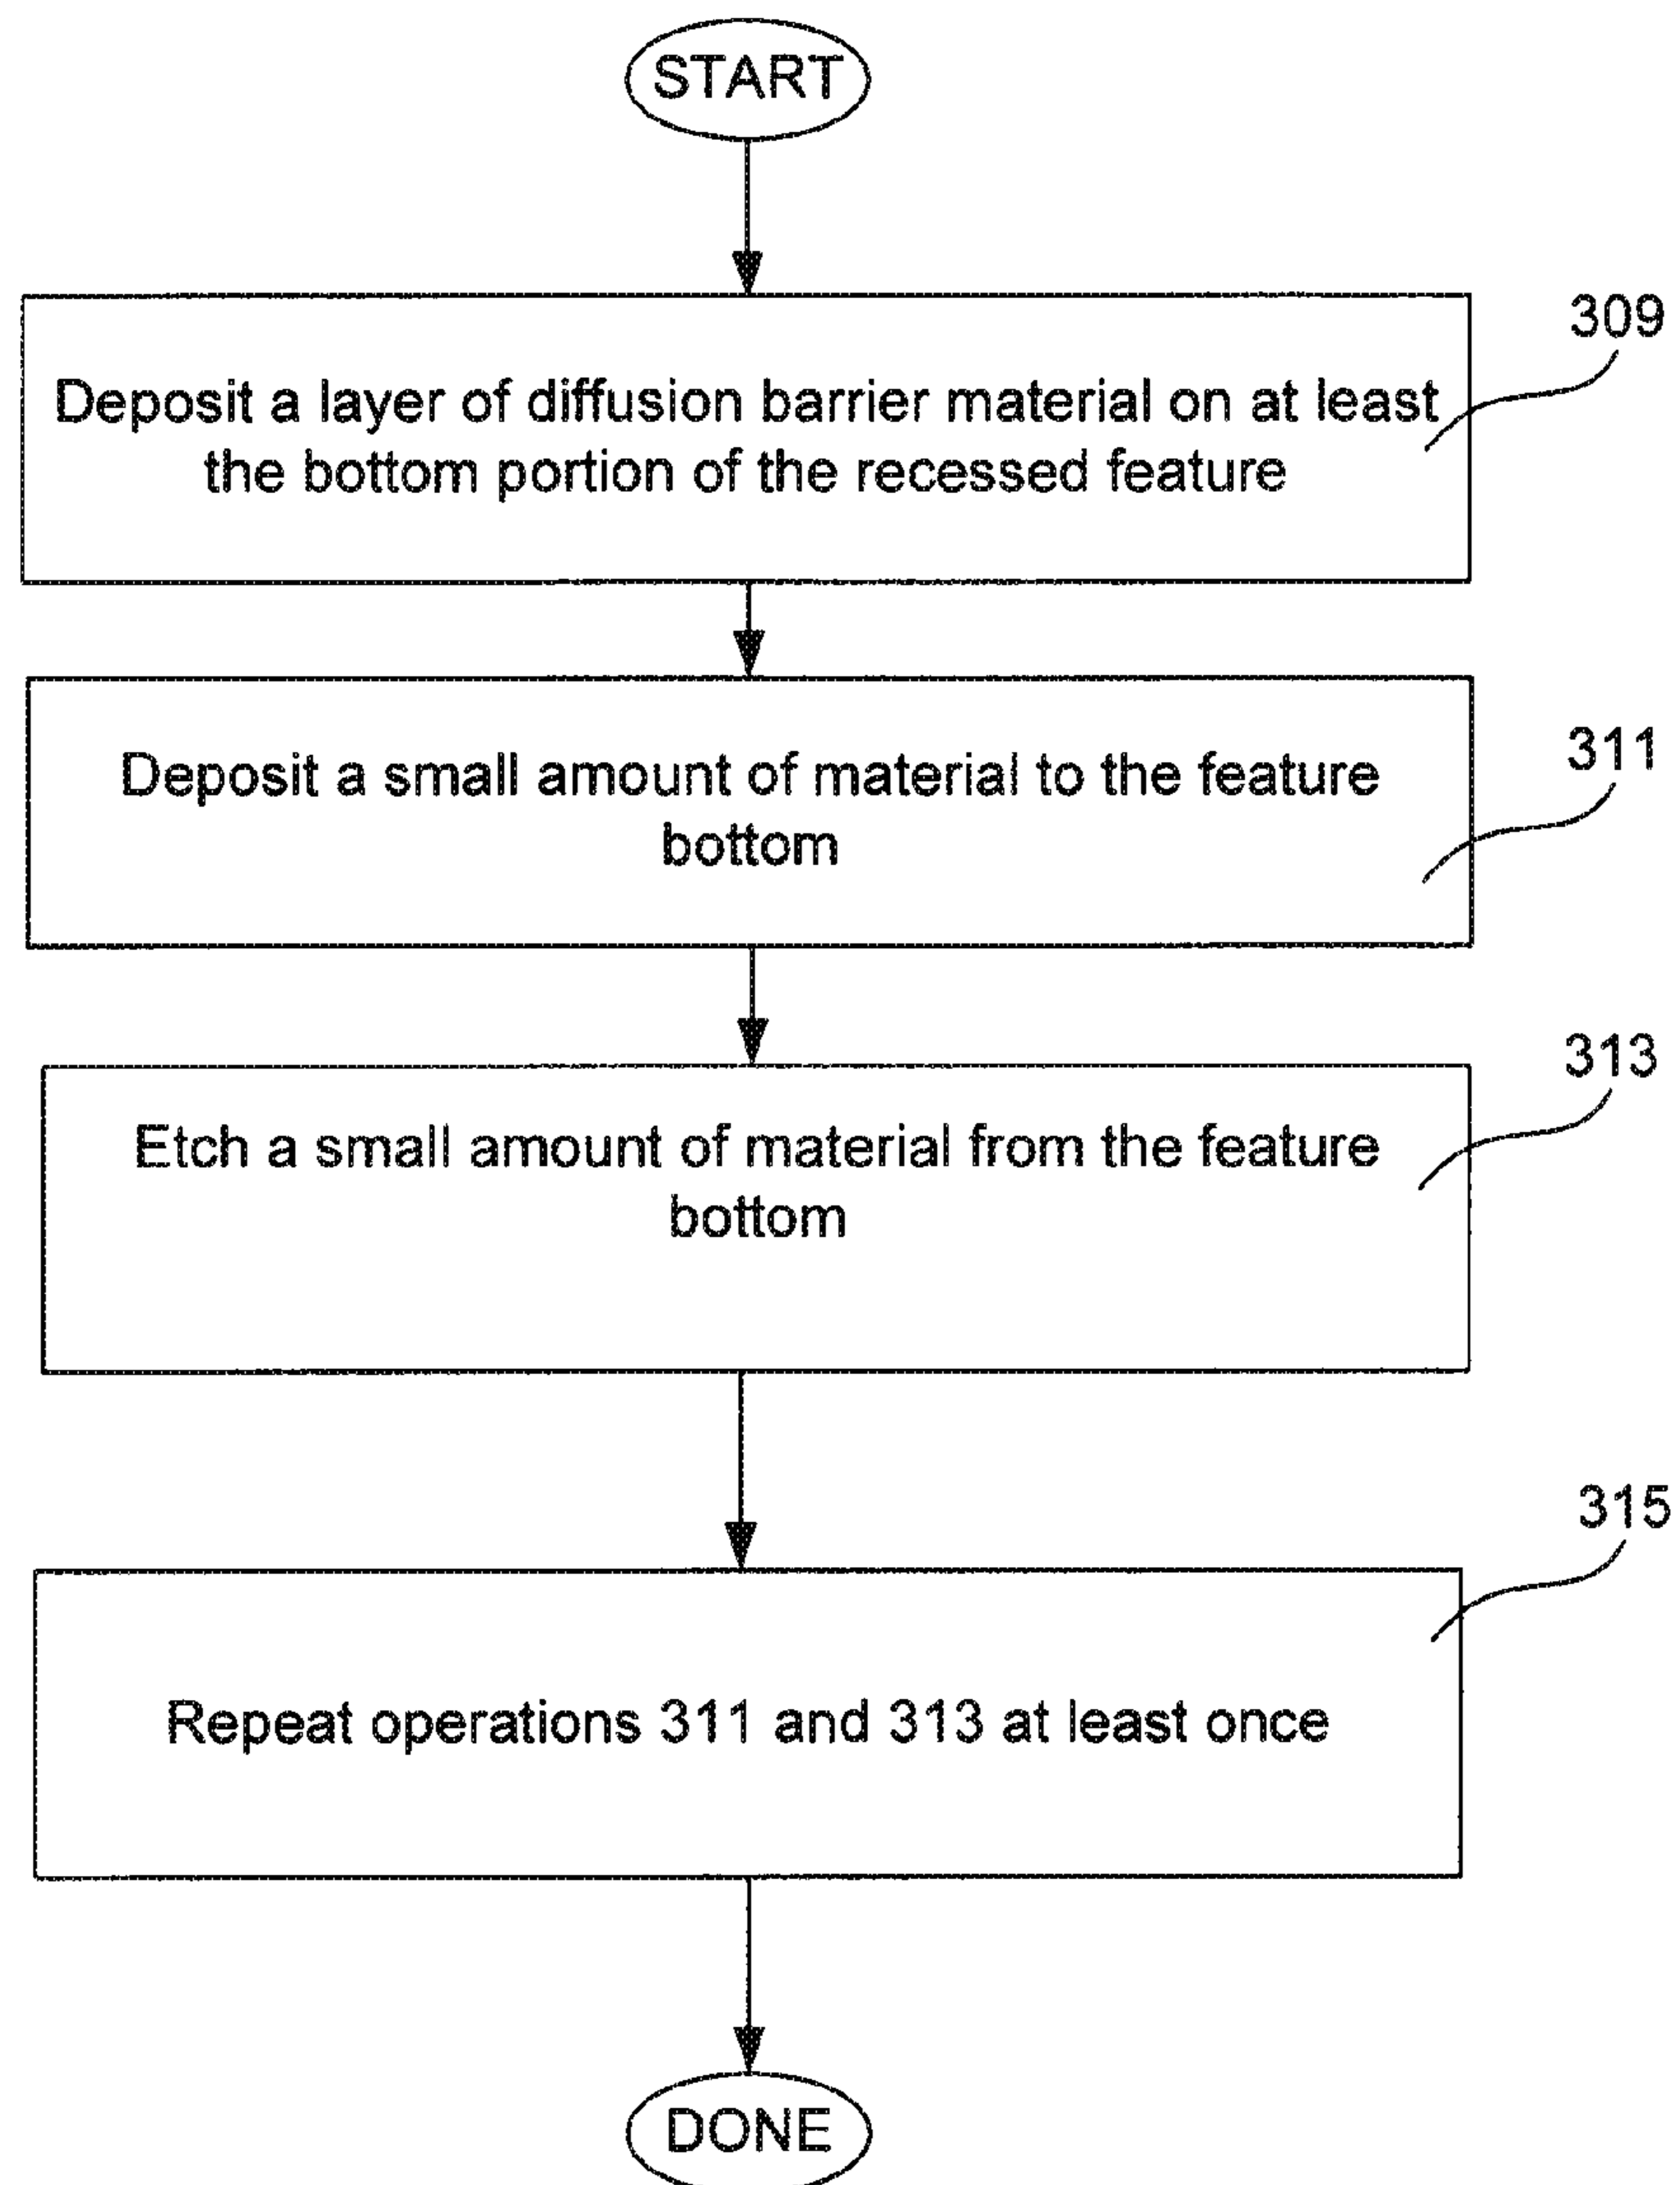 START
309
Deposit a layer of diffusion barrier material on at least
the bottom portion of the recessed feature
311
Deposit a small amount of material to the feature
bottom
313
Etch a small amount of material from the feature
bottom
315
Repeat operations 311 and 313 at least once
DONE